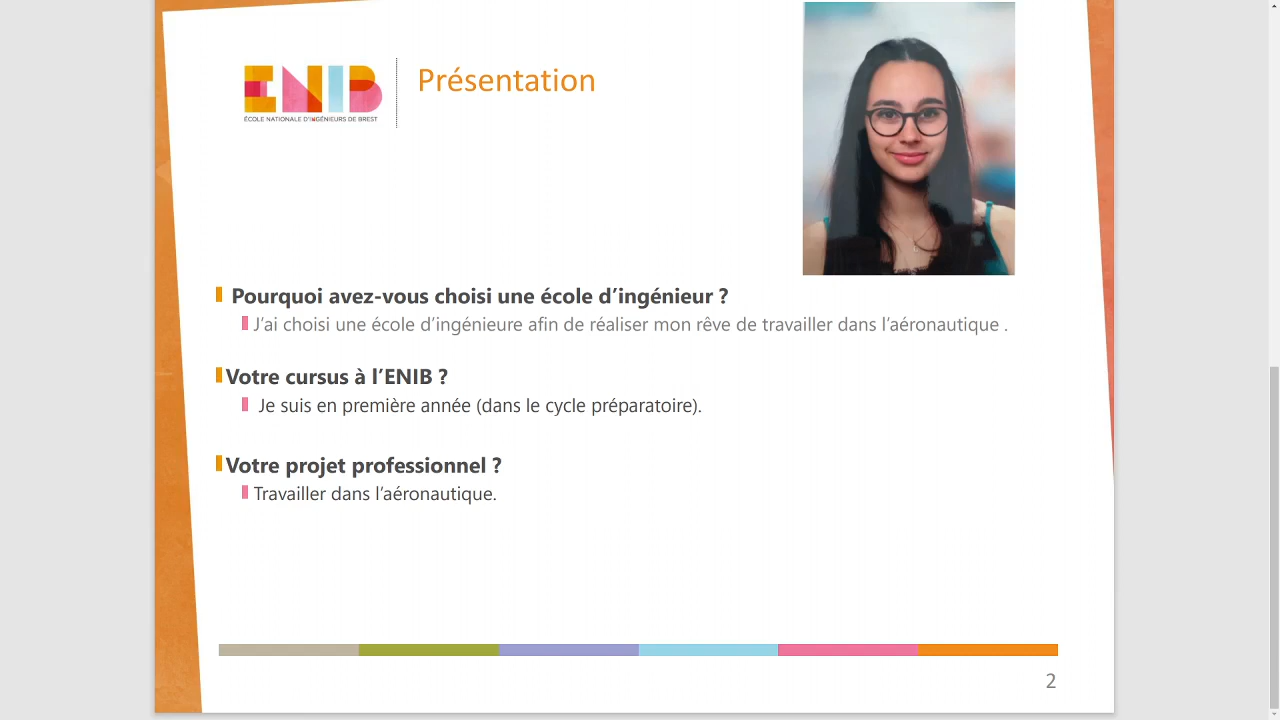 ENIB
ÉCOLE NATIONALE D'INGÉNIEURS DE BREST
Présentation
Pourquoi avez-vous choisi une école d’ingénieur ?
J’ai choisi une école d’ingénieure afin de réaliser mon rêve de travailler dans l’aéronautique .
Votre cursus à l’ENIB ?
Je suis en première année (dans le cycle préparatoire).
Votre projet professionnel ?
Travailler dans l’aéronautique.
2